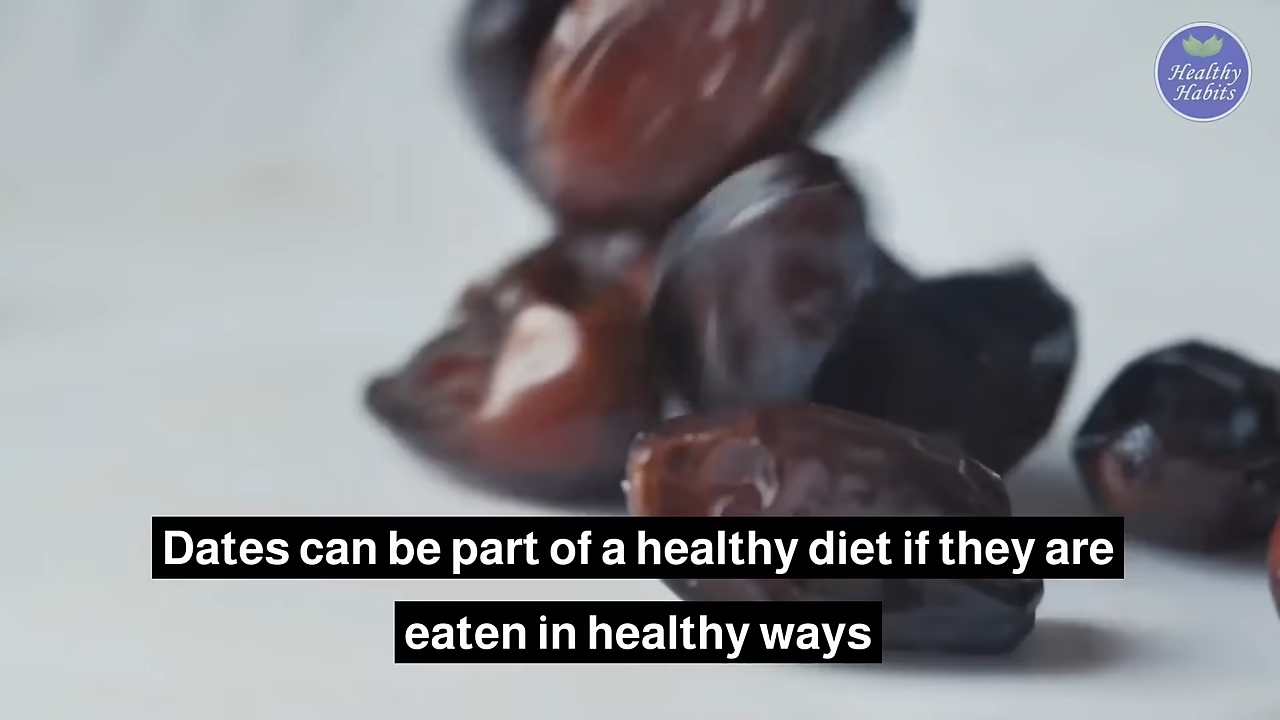 Healthy
Habits
Dates can be part of a healthy diet if they are
eaten in healthy ways